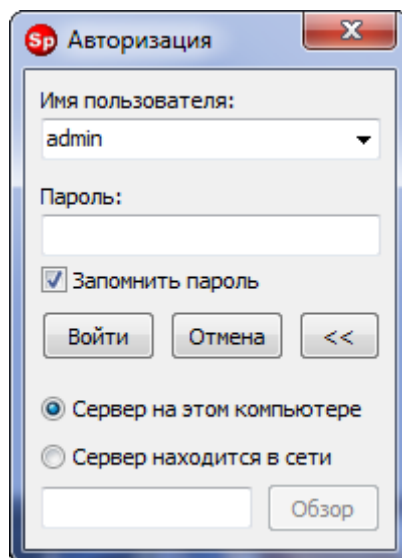 Sp Авторизация
Имя пользователя:
admin
Пароль:
Запомнить пароль
Войти Отмена <<
Сервер на этом компьютере
Сервер находится в сети
Обзор